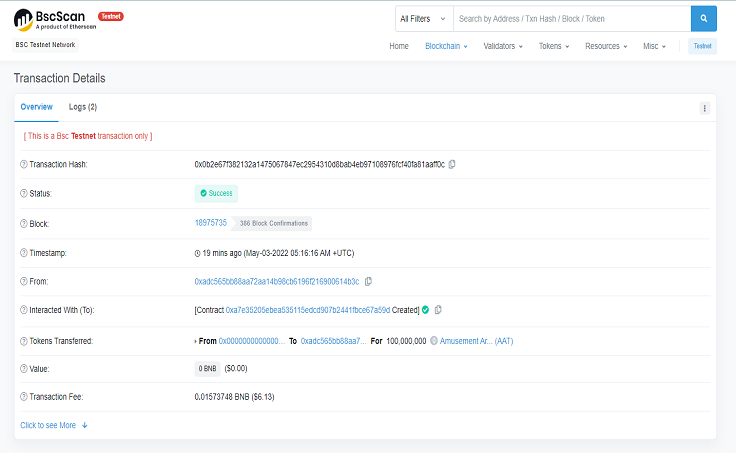 BscScan Testnet
A product of Etherscan
All Filters Search by Address / Txn Hash / Block / Token
BSC Testnet Network
Home Blockchain Validators Tokens Resources Misc Testnet
Transaction Details
Overview Logs (2)
[ This is a Bsc Testnet transaction only ]
Transaction Hash: 0x0b2e67f382132a1475067847ec2954310d8bab4eb97108976fcf40fa81aaff0c
Status: Success
Block: 18975735 386 Block Confirmations
Timestamp: 19 mins ago (May-03-2022 05:16:16 AM +UTC)
From: 0xadc565bb88aa72aa14b98cb6196f216900614b3c
Interacted With (To): [Contract 0xa7e35205ebea535115edcd907b2441fbce67a59d Created]
Tokens Transferred: From 0x0000000000000... To 0xadc565bb88aa7... For 100,000,000 Amusement Ar... (AAT)
Value: 0 BNB ($0.00)
Transaction Fee: 0.01573748 BNB ($6.13)
Click to see More